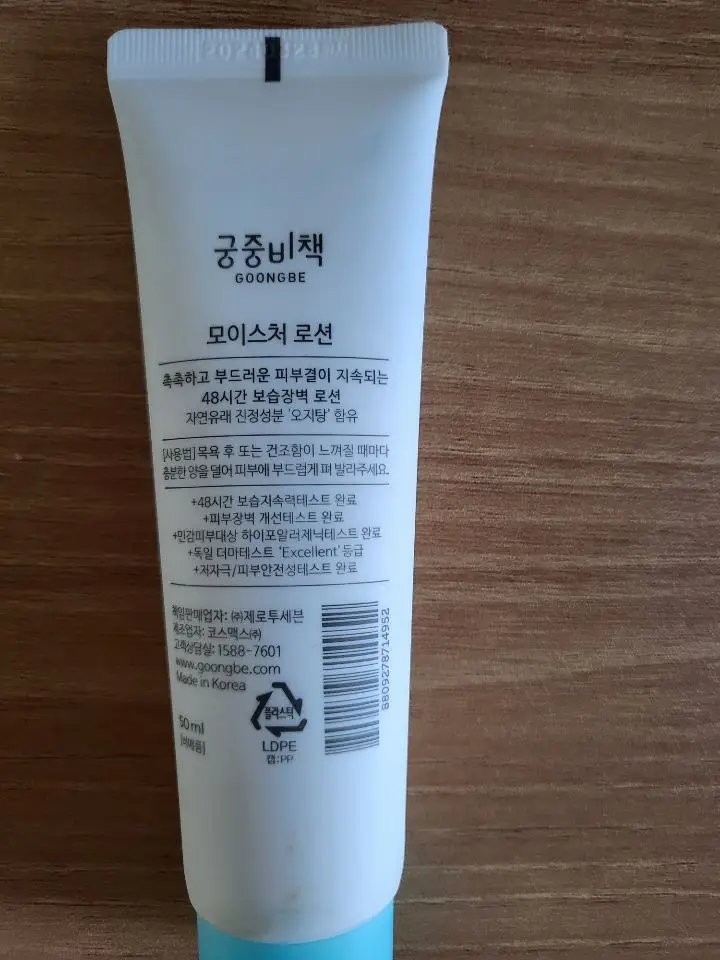 궁중비책
GOONGBE
모이스처 로션
촉촉하고 부드러운 피부결이 지속되는
48시간 보습장벽 로션
자연유래 진정성분 '오지탕' 함유
[사용법] 목욕 후 또는 건조함이 느껴질 때마다
충분한 양을 덜어 피부에 부드럽게 펴 발라주세요.
+48시간 보습지속력테스트 완료
+피부장벽 개선테스트 완료
+민감피부대상 하이포알러제닉테스트 완료
+독일 더마테스트 'Excellent' 등급
+저자극/피부안전성테스트 완료
책임판매업자: ㈜제로투세븐
제조업자: 코스맥스㈜
고객상담실: 1588-7601
www.goongbe.com
Made in Korea
50ml
[비매품]
플라스틱
LDPE
캡:PP
8809278714952